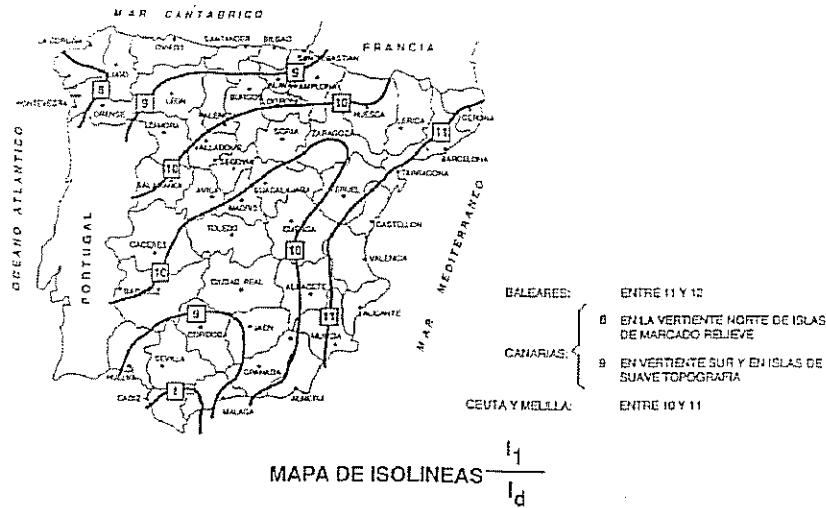 MAR CANTABRICO
LA CORUÑA
LUGO
OVIEDO
SANTANDER
BILBAO
SAN SEBASTIAN
FRANCIA
8
9
9
10
11
PONTEVEDRA
ORENSE
LEON
BURGOS
PAMPLONA
HUESCA
LERIDA
GERONA
BARCELONA
ZAMORA
SORIA
ZARAGOZA
TARRAGONA
10
VALLADOLID
SEGOVIA
SALAMANCA
AVILA
GUADALAJARA
TERUEL
MADRID
CASTELLON
OCEANO ATLANTICO
PORTUGAL
MAR MEDITERRANEO
TOLEDO
CUENCA
CACERES
10
10
VALENCIA
BADAJOZ
CIUDAD REAL
ALBACETE
ALICANTE
9
11
CORDOBA
JAEN
MURCIA
SEVILLA
HUELVA
GRANADA
ALMERIA
CADIZ
MALAGA
BALEARES: ENTRE 11 Y 12
CANARIAS:
8 EN LA VERTIENTE NORTE DE ISLAS
DE MARCADO RELIEVE
9 EN VERTIENTE SUR Y EN ISLAS DE
SUAVE TOPOGRAFIA
CEUTA Y MELILLA: ENTRE 10 Y 11
MAPA DE ISOLINEAS I1
Id